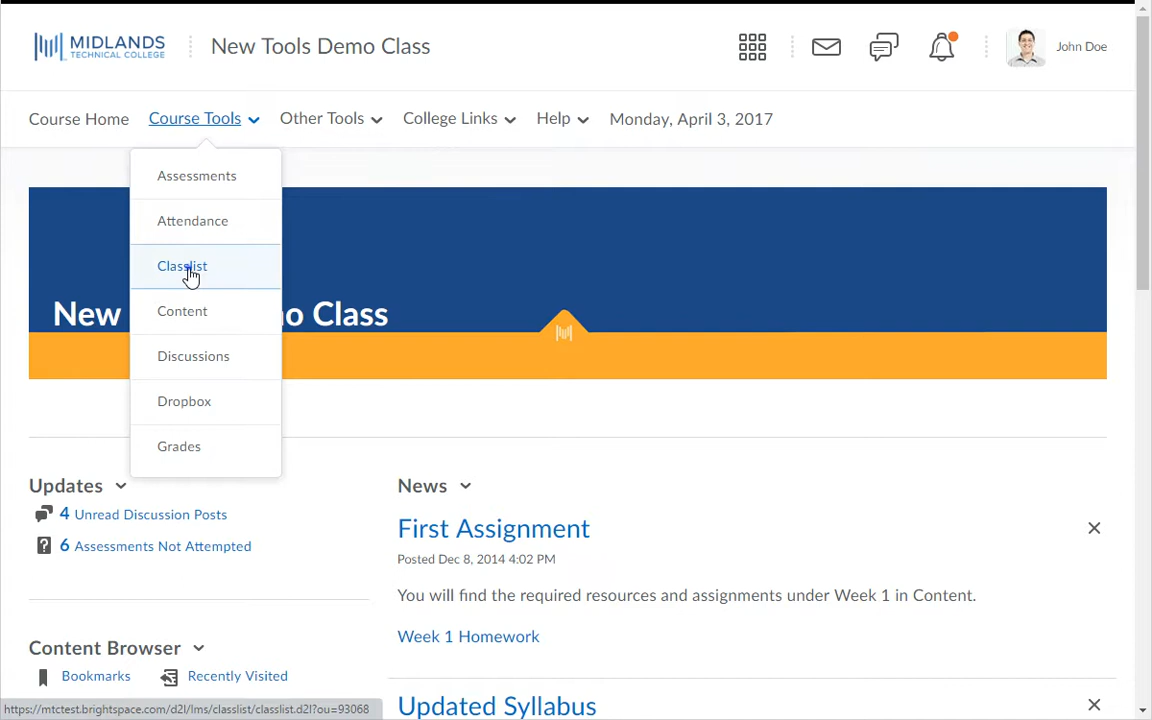 MIDLANDS
TECHNICAL COLLEGE
New Tools Demo Class
John Doe
Course Home
Course Tools
Other Tools
College Links
Help
Monday, April 3, 2017
Assessments
Attendance
Classlist
Content
Discussions
Dropbox
Grades
New o Class
Updates
4 Unread Discussion Posts
6 Assessments Not Attempted
Content Browser
Bookmarks
Recently Visited
News
First Assignment
Posted Dec 8, 2014 4:02 PM
You will find the required resources and assignments under Week 1 in Content.
Week 1 Homework
Updated Syllabus
https://mtctest.brightspace.com/d2l/lms/classlist/classlist.d2l?ou=93068